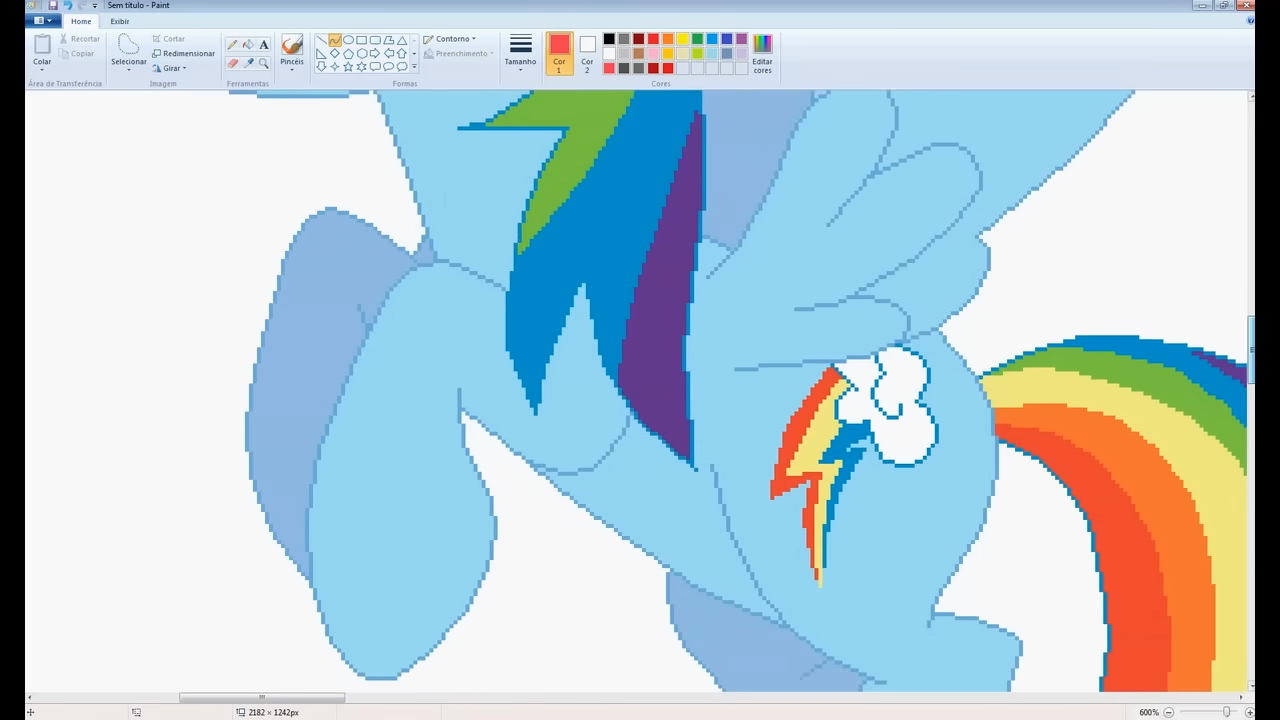 Sem título - Paint
Home
Exibir
Colar
Recortar
Copiar
Área de Transferência
Selecionar
Cortar
Redimensionar
Girar
Imagem
A
Ferramentas
Pincéis
Contorno
Preenchimento
Formas
Tamanho
Cor 1
Cor 2
Editar cores
Cores
2182 × 1242px
600%